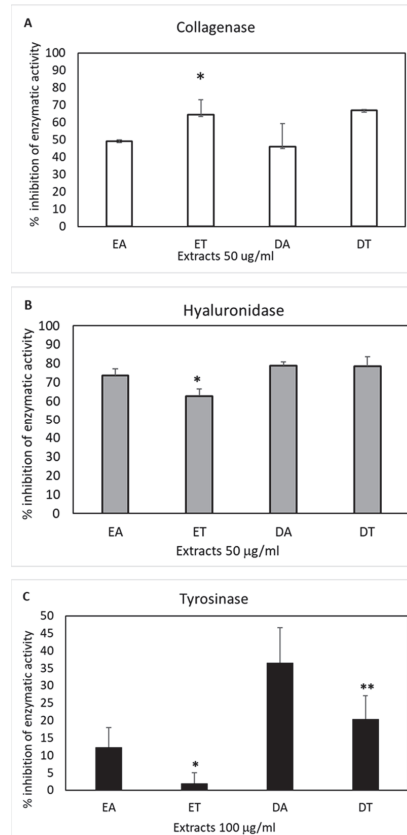 A
Collagenase
% inhibition of enzymatic activity
100
90
80
70
60
50
40
30
20
10
0
*
EA ET DA DT
Extracts 50 ug/ml
B
Hyaluronidase
% inhibition of enzymatic activity
100
90
80
70
60
50
40
30
20
10
0
*
EA ET DA DT
Extracts 50 µg/ml
C
Tyrosinase
% inhibition of enzymatic activity
50
45
40
35
30
25
20
15
10
5
0
*
**
EA ET DA DT
Extracts 100 µg/ml